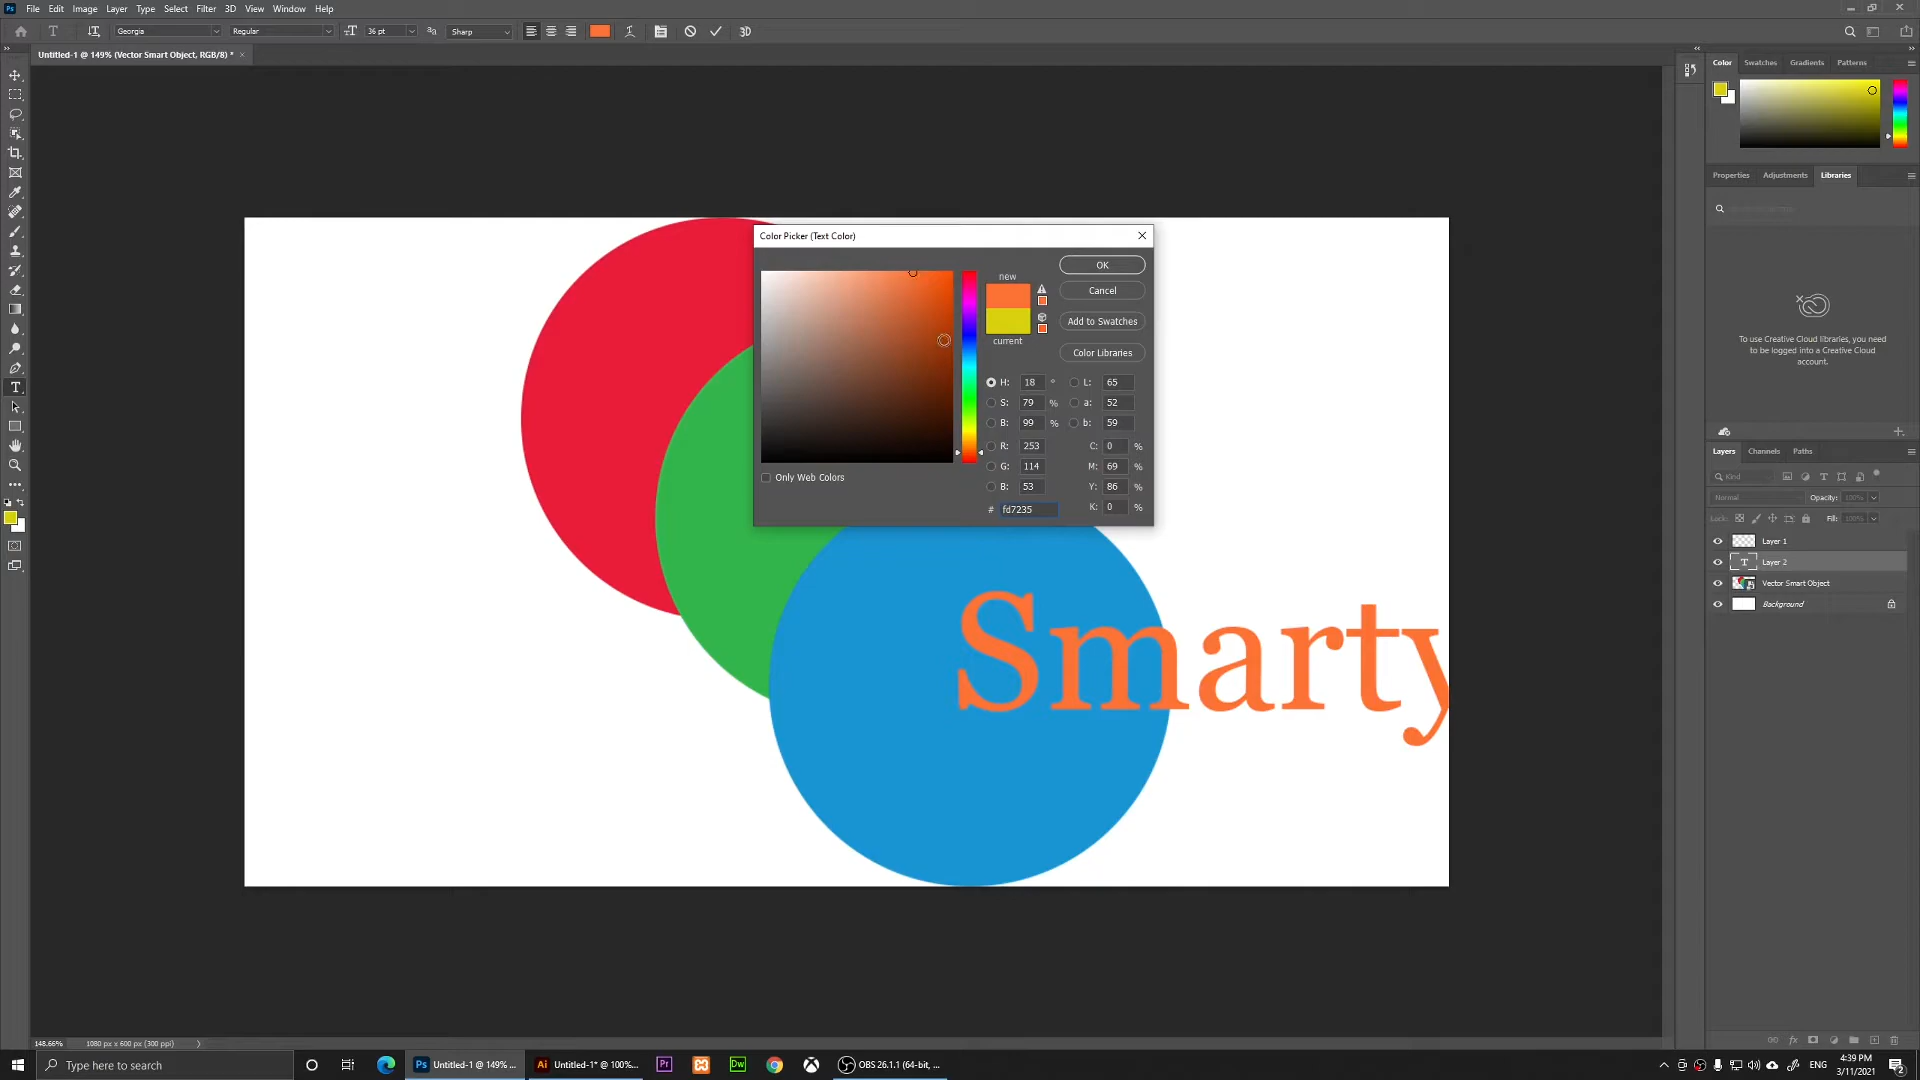 Ps File Edit Image Layer Type Select Filter 3D View Window Help
Georgia Regular 36 pt Sharp 3D
Untitled-1 @ 149% (Vector Smart Object, RGB/8) *
Color Swatches Gradients Patterns
Properties Adjustments Libraries
To use Creative Cloud libraries, you need
to be logged into a Creative Cloud
account.
Color Picker (Text Color)
new
current
OK
Cancel
Add to Swatches
Color Libraries
H: 18 ° L: 65
S: 79 % a: 52
B: 99 % b: 59
R: 253 C: 0 %
G: 114 M: 69 %
B: 53 Y: 86 %
# fd7235 K: 0 %
Only Web Colors
Smarty
Layers Channels Paths
Kind
Normal Opacity: 100%
Lock: Fill: 100%
Layer 1
T Layer 2
Vector Smart Object
Background
fx
148.66% 1080 px x 600 px (300 ppi)
Type here to search
Ps Untitled-1 @ 149% ...
Ai Untitled-1* @ 100%...
Pr
Dw
OBS 26.1.1 (64-bit, ...
ENG
4:39 PM
3/11/2021
2